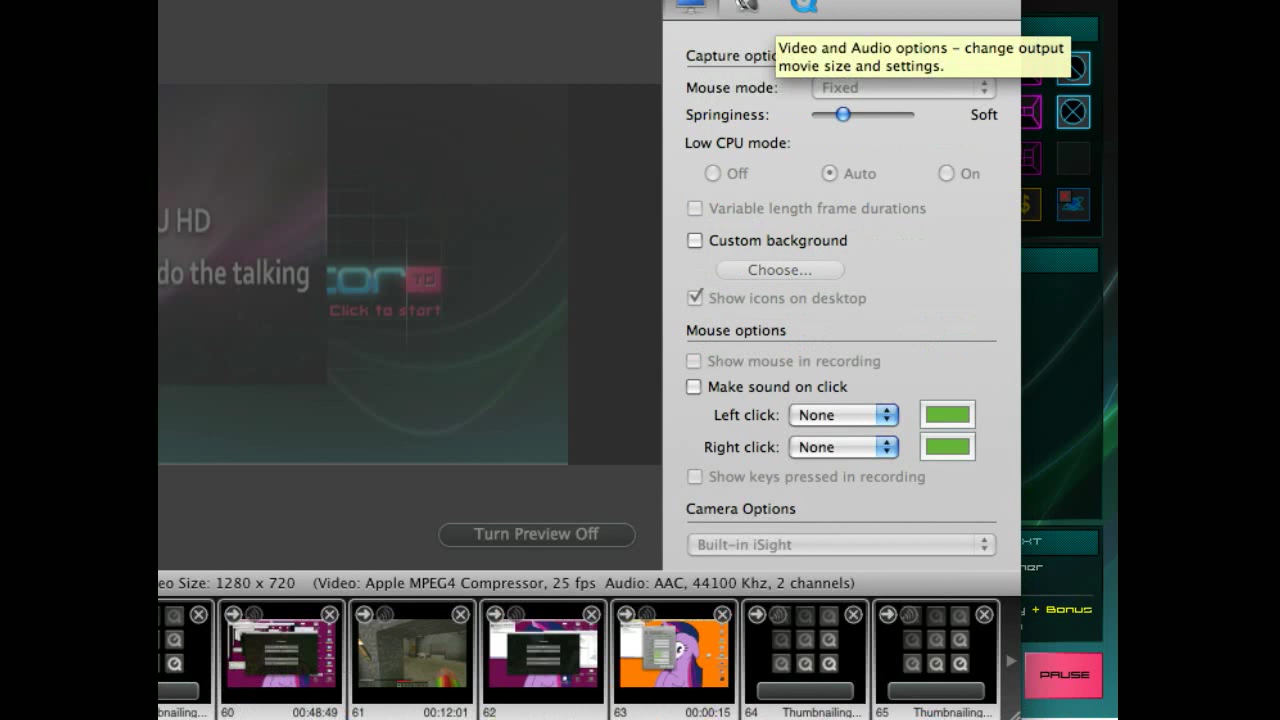 Video and Audio options – change output
movie size and settings.
Capture
Mouse mode: Fixed
Springiness: Soft
Low CPU mode:
Off Auto On
Variable length frame durations
Custom background
Choose...
Show icons on desktop
Mouse options
Show mouse in recording
Make sound on click
Left click: None
Right click: None
Show keys pressed in recording
Camera Options
Built-in iSight
HD
do the talking
TD
Click to start
Turn Preview Off
Size: 1280 x 720 (Video: Apple MPEG4 Compressor, 25 fps Audio: AAC, 44100 Khz, 2 channels)
60 00:48:49
61 00:12:01
62
63 00:00:15
64 Thumbnailing...
65 Thumbnailing...
+ Bonus
PAUSE